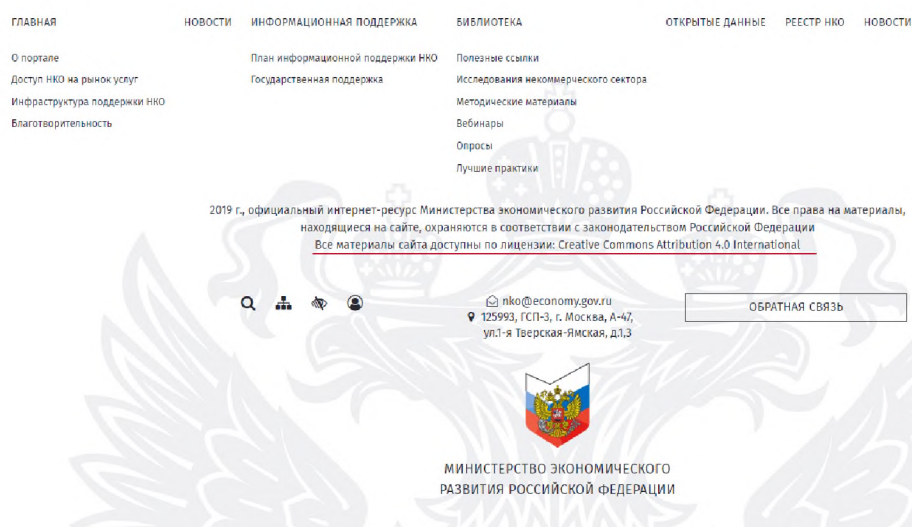 ГЛАВНАЯ НОВОСТИ ИНФОРМАЦИОННАЯ ПОДДЕРЖКА БИБЛИОТЕКА ОТКРЫТЫЕ ДАННЫЕ РЕЕСТР НКО НОВОСТИ
О портале
Доступ НКО на рынок услуг
Инфраструктура поддержки НКО
Благотворительность
План информационной поддержки НКО
Государственная поддержка
Полезные ссылки
Исследования некоммерческого сектора
Методические материалы
Вебинары
Опросы
Лучшие практики
2019 г., официальный интернет-ресурс Министерства экономического развития Российской Федерации. Все права на материалы,
находящиеся на сайте, охраняются в соответствии с законодательством Российской Федерации
Все материалы сайта доступны по лицензии: Creative Commons Attribution 4.0 International
nko@economy.gov.ru
125993, ГСП-3, г. Москва, А-47,
ул.1-я Тверская-Ямская, д.1,3
ОБРАТНАЯ СВЯЗЬ
МИНИСТЕРСТВО ЭКОНОМИЧЕСКОГО
РАЗВИТИЯ РОССИЙСКОЙ ФЕДЕРАЦИИ